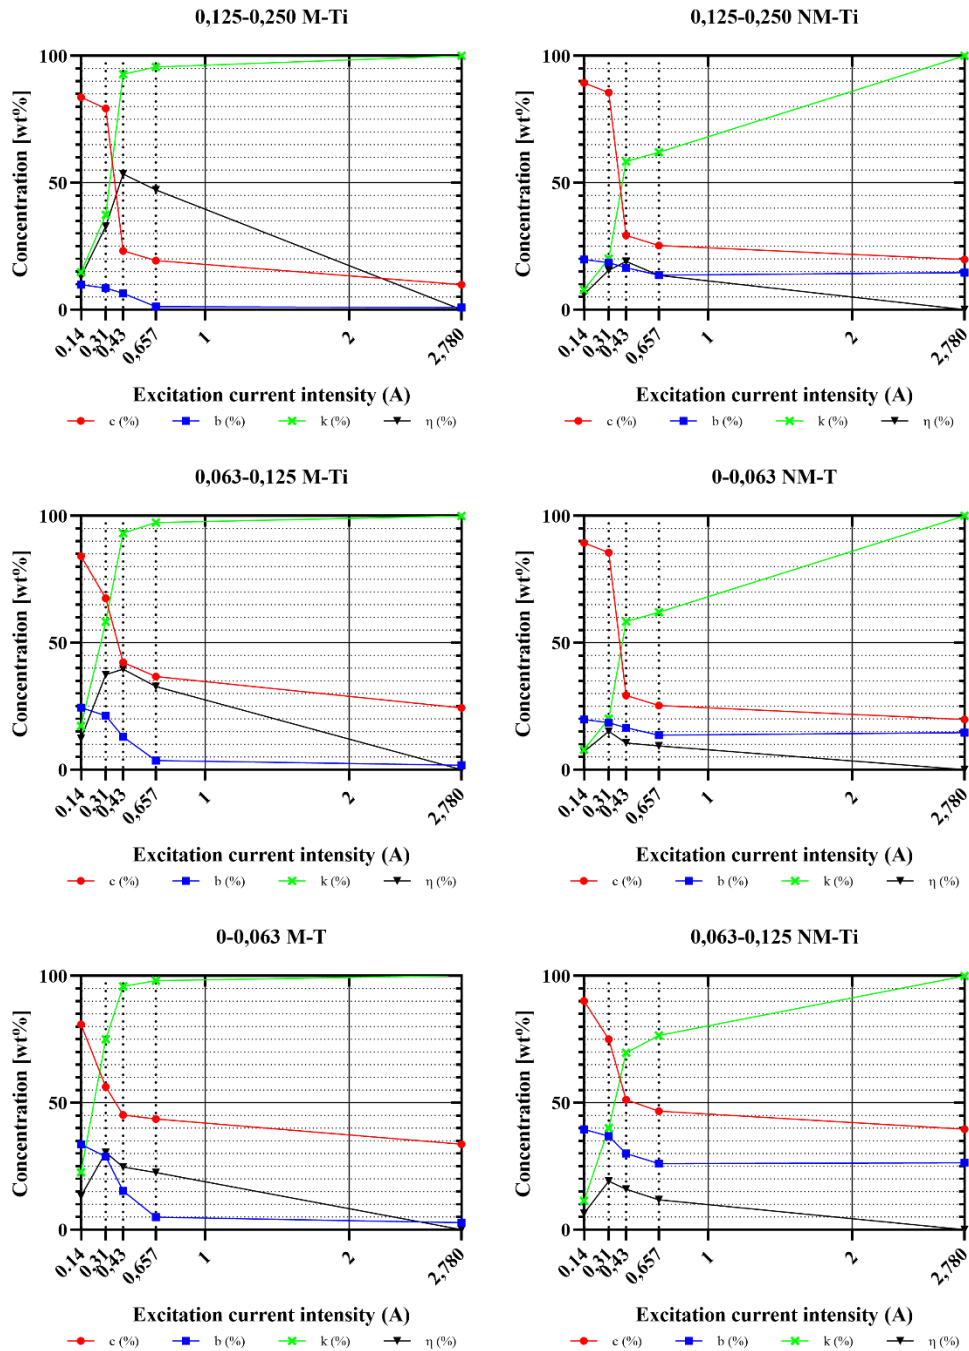 0,125-0,250 M-Ti
Concentration [wt%]
100
50
0
0.14
0,31
0,43
0,657
1
2
2,780
Excitation current intensity (A)
c (%) b (%) k (%) η (%)
0,125-0,250 NM-Ti
Concentration [wt%]
100
50
0
0.14
0,31
0,43
0,657
1
2
2,780
Excitation current intensity (A)
c (%) b (%) k (%) η (%)
0,063-0,125 M-Ti
Concentration [wt%]
100
50
0
0.14
0,31
0,43
0,657
1
2
2,780
Excitation current intensity (A)
c (%) b (%) k (%) η (%)
0-0,063 NM-T
Concentration [wt%]
100
50
0
0.14
0,31
0,43
0,657
1
2
2,780
Excitation current intensity (A)
c (%) b (%) k (%) η (%)
0-0,063 M-T
Concentration [wt%]
100
50
0
0.14
0,31
0,43
0,657
1
2
2,780
Excitation current intensity (A)
c (%) b (%) k (%) η (%)
0,063-0,125 NM-Ti
Concentration [wt%]
100
50
0
0.14
0,31
0,43
0,657
1
2
2,780
Excitation current intensity (A)
c (%) b (%) k (%) η (%)